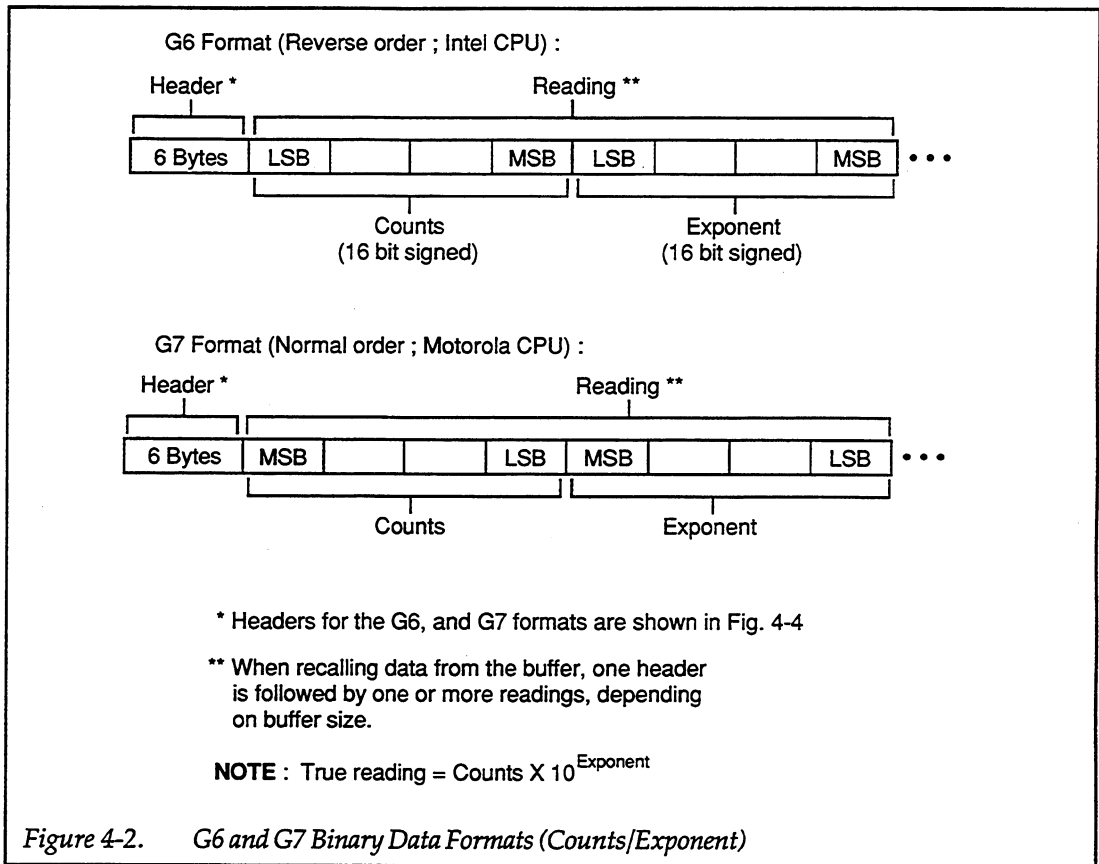 G6 Format (Reverse order ; Intel CPU) :
Header * Reading **
6 Bytes LSB MSB LSB MSB • • •
Counts Exponent
(16 bit signed) (16 bit signed)
G7 Format (Normal order ; Motorola CPU) :
Header * Reading **
6 Bytes MSB LSB MSB LSB • • •
Counts Exponent
* Headers for the G6, and G7 formats are shown in Fig. 4-4
** When recalling data from the buffer, one header
is followed by one or more readings, depending
on buffer size.
NOTE : True reading = Counts X 10^Exponent
Figure 4-2. G6 and G7 Binary Data Formats (Counts/Exponent)